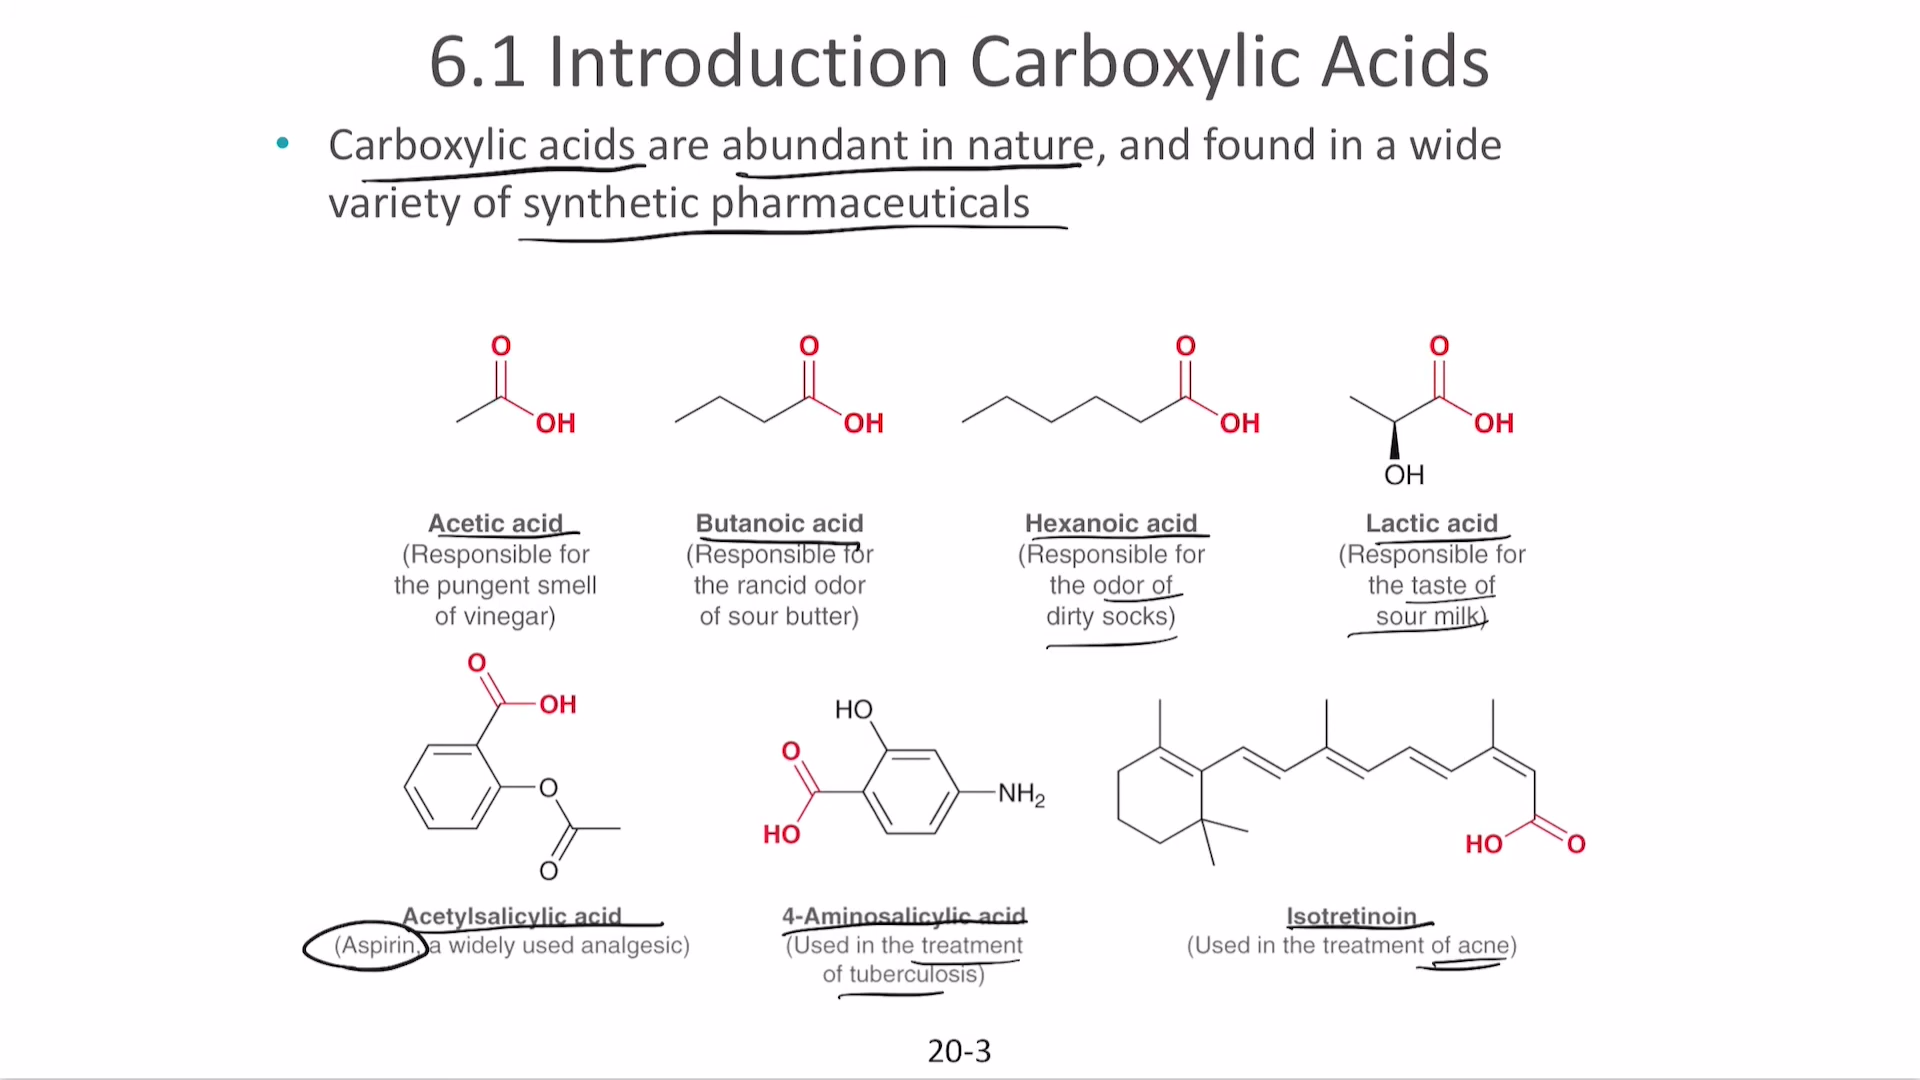 6.1 Introduction Carboxylic Acids
• Carboxylic acids are abundant in nature, and found in a wide
variety of synthetic pharmaceuticals
O
OH
O
OH
O
OH
O
OH
OH
Acetic acid
(Responsible for
the pungent smell
of vinegar)
Butanoic acid
(Responsible for
the rancid odor
of sour butter)
Hexanoic acid
(Responsible for
the odor of
dirty socks)
Lactic acid
(Responsible for
the taste of
sour milk)
O
OH
O
O
HO
O
NH2
HO
HO
O
Acetylsalicylic acid
(Aspirin, a widely used analgesic)
4-Aminosalicylic acid
(Used in the treatment
of tuberculosis)
Isotretinoin
(Used in the treatment of acne)
20-3